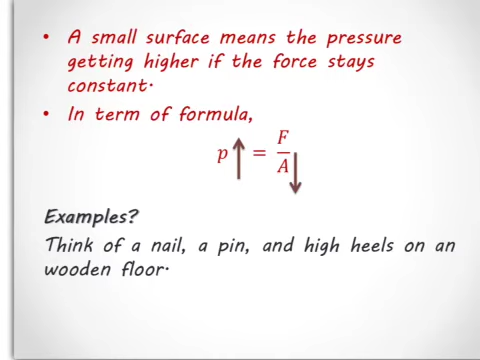 • A small surface means the pressure
getting higher if the force stays
constant.
• In term of formula,
p ↑ = F/A ↓
Examples?
Think of a nail, a pin, and high heels on an
wooden floor.